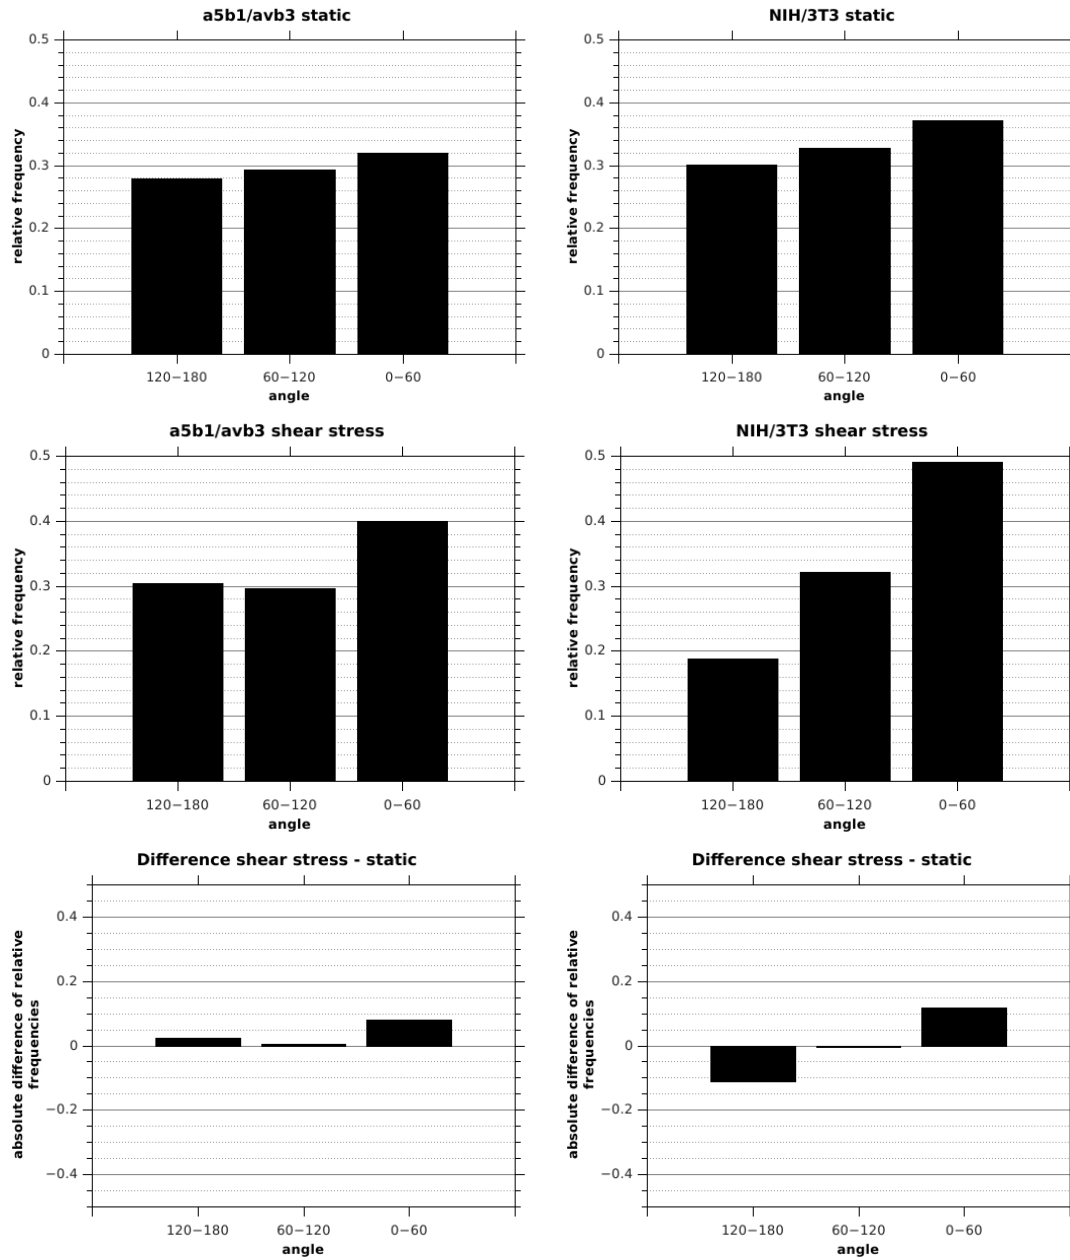 a5b1/avb3 static
0.5
0.4
0.3
0.2
0.1
0
relative frequency
120−180 60−120 0−60
angle
NIH/3T3 static
0.5
0.4
0.3
0.2
0.1
0
relative frequency
120−180 60−120 0−60
angle
a5b1/avb3 shear stress
0.5
0.4
0.3
0.2
0.1
0
relative frequency
120−180 60−120 0−60
angle
NIH/3T3 shear stress
0.5
0.4
0.3
0.2
0.1
0
relative frequency
120−180 60−120 0−60
angle
Difference shear stress - static
0.4
0.2
0
−0.2
−0.4
absolute difference of relative
frequencies
120−180 60−120 0−60
angle
Difference shear stress - static
0.4
0.2
0
−0.2
−0.4
absolute difference of relative
frequencies
120−180 60−120 0−60
angle